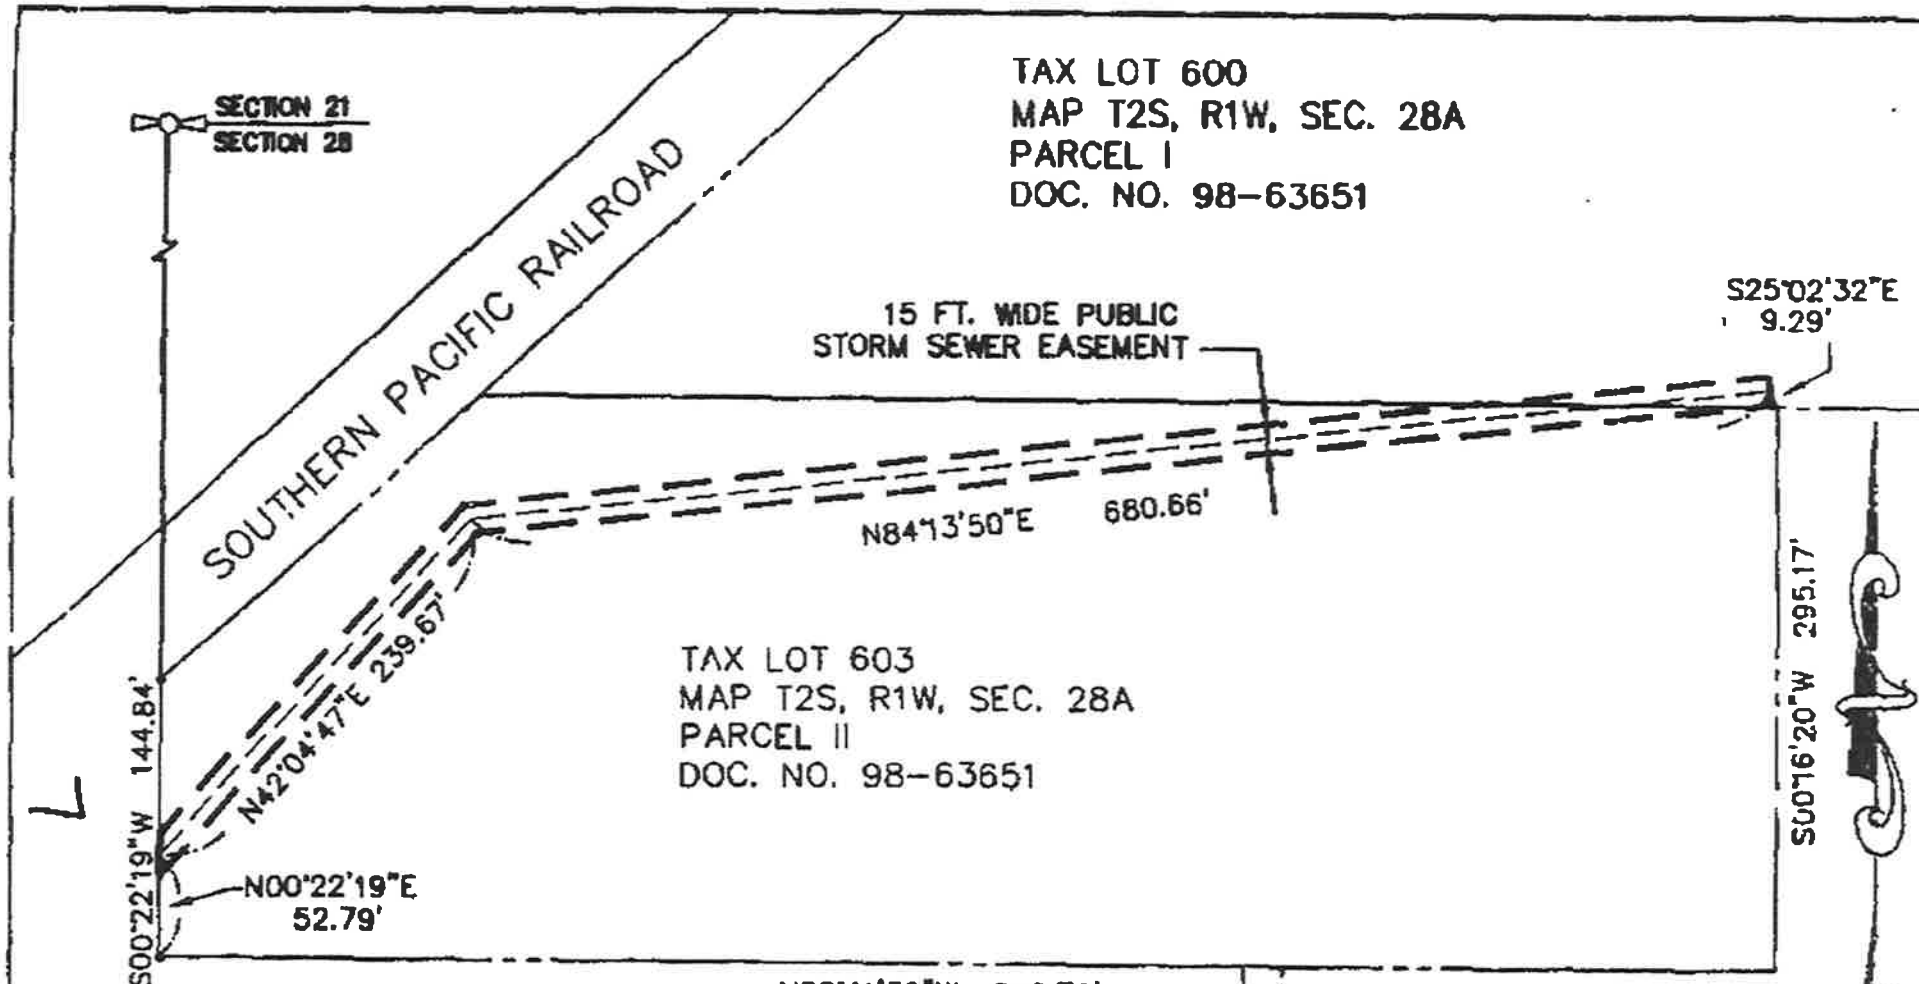 SECTION 21
SECTION 28
TAX LOT 600
MAP T2S, R1W, SEC. 28A
PARCEL I
DOC. NO. 98-63651
SOUTHERN PACIFIC RAILROAD
15 FT. WIDE PUBLIC
STORM SEWER EASEMENT
S25°02'32"E
9.29'
N84°13'50"E 680.66'
N42°04'47"E 239.67'
TAX LOT 603
MAP T2S, R1W, SEC. 28A
PARCEL II
DOC. NO. 98-63651
S00°22'19"W 144.84'
N00°22'19"E
52.79'
S00°16'20"W 295.17'